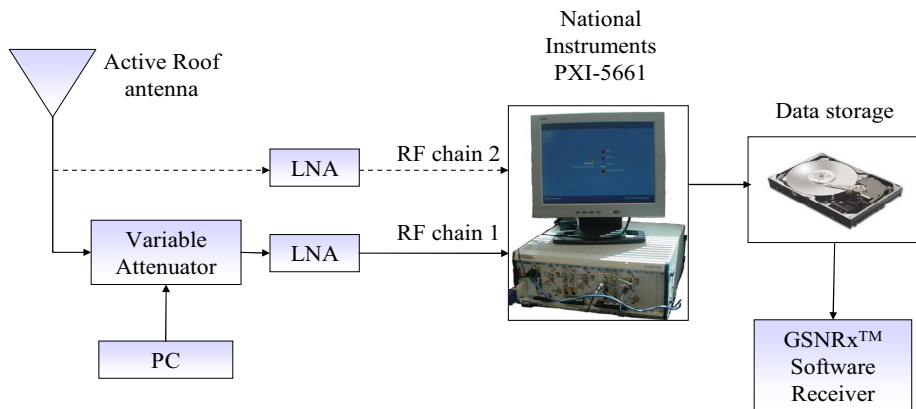 National
Instruments
PXI-5661
Active Roof
antenna
Data storage
LNA
RF chain 2
Variable
Attenuator
LNA
RF chain 1
PC
GSNRx™
Software
Receiver